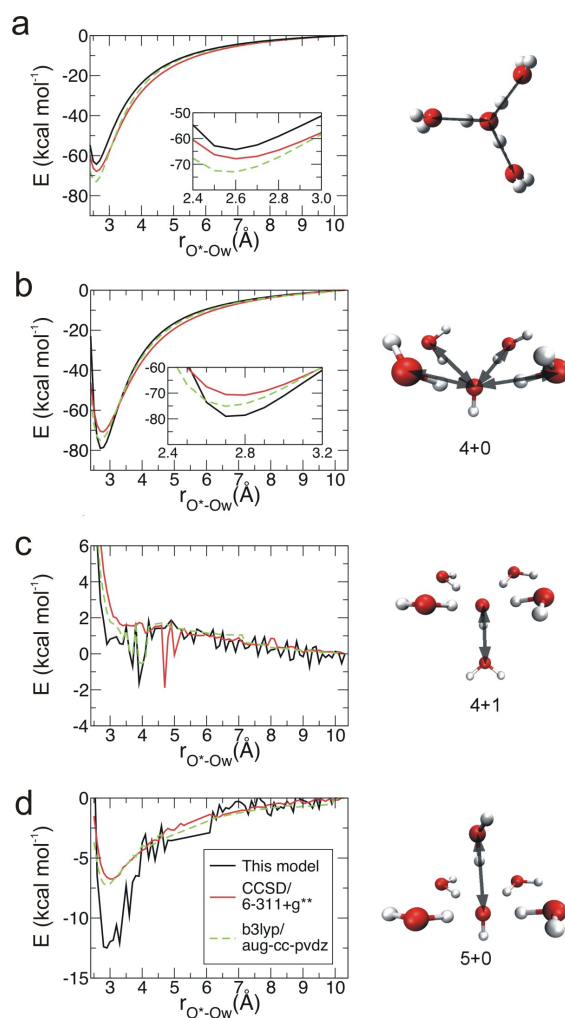 a
E (kcal mol⁻¹)
0
-20
-40
-60
-80
-50
-60
-70
2.4
2.6
2.8
3.0
3 4 5 6 7 8 9 10
r O*-Ow (Å)
b
E (kcal mol⁻¹)
0
-20
-40
-60
-80
-60
-70
-80
-90
2.4
2.8
3.2
3 4 5 6 7 8 9 10
r O*-Ow (Å)
4+0
c
E (kcal mol⁻¹)
6
4
2
0
-2
-4
3 4 5 6 7 8 9 10
r O*-Ow (Å)
4+1
d
E (kcal mol⁻¹)
0
-5
-10
-15
This model
CCSD/
6-311+g**
b3lyp/
aug-cc-pvdz
3 4 5 6 7 8 9 10
r O*-Ow (Å)
5+0